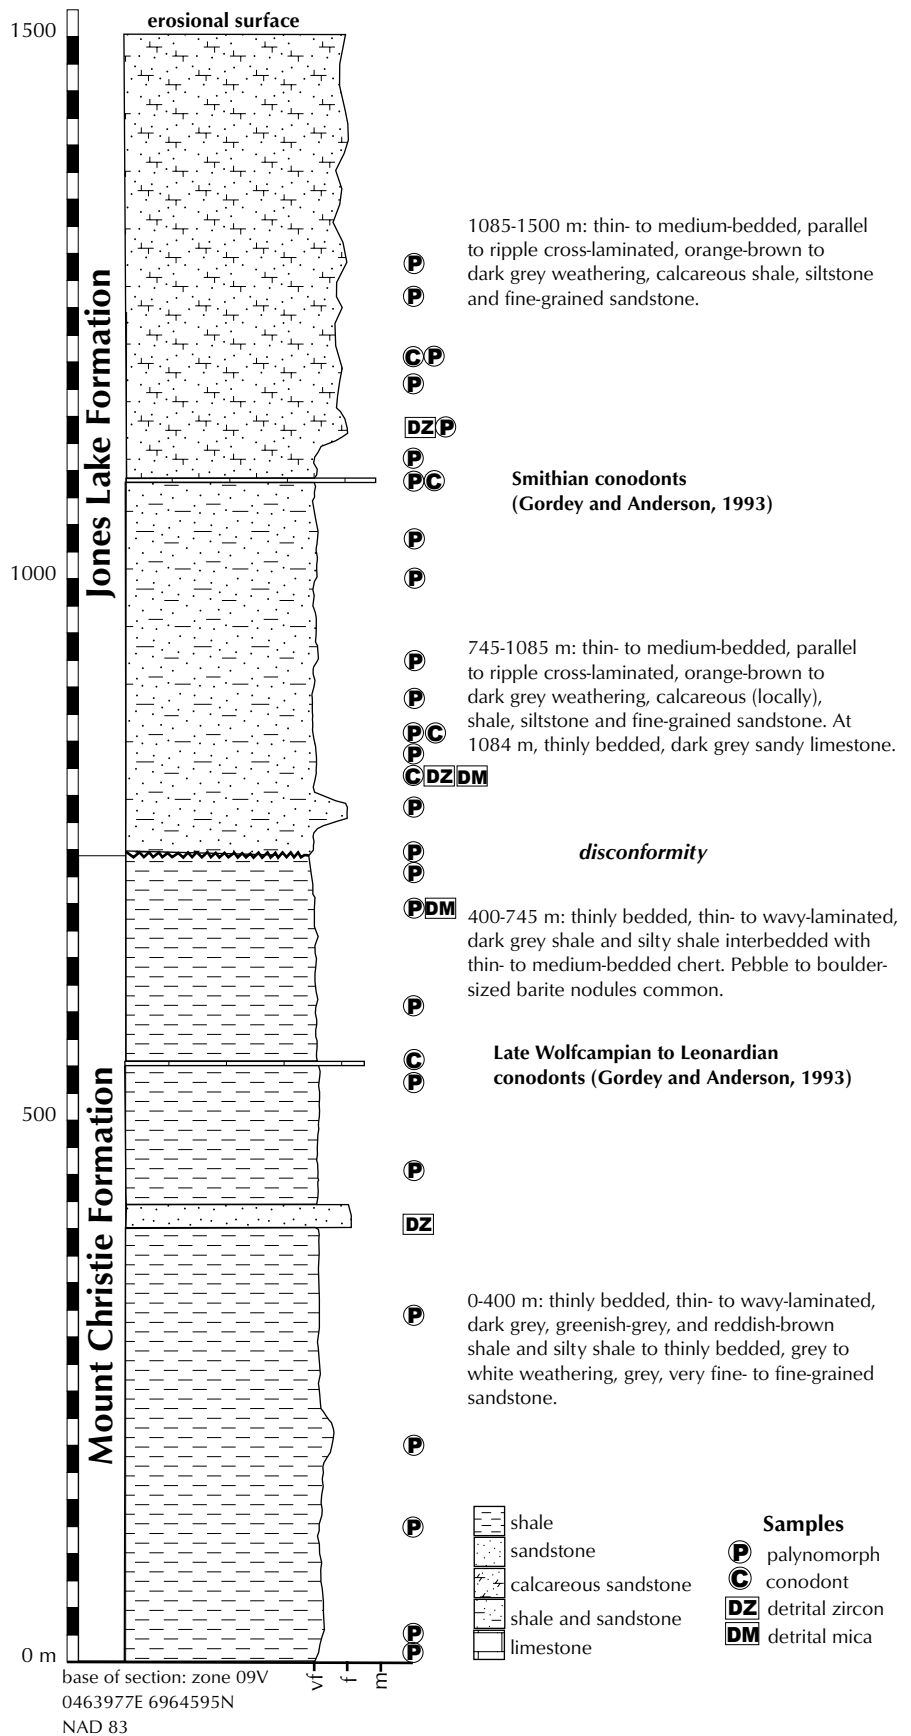 erosional surface
1500
1085-1500 m: thin- to medium-bedded, parallel
to ripple cross-laminated, orange-brown to
dark grey weathering, calcareous shale, siltstone
and fine-grained sandstone.
P
P
C P
P
DZ P
P
P C
Smithian conodonts
(Gordey and Anderson, 1993)
Jones Lake Formation
P
1000
P
745-1085 m: thin- to medium-bedded, parallel
to ripple cross-laminated, orange-brown to
dark grey weathering, calcareous (locally),
shale, siltstone and fine-grained sandstone. At
1084 m, thinly bedded, dark grey sandy limestone.
P
P
P C
P
C DZ DM
P
P
disconformity
P
P DM
400-745 m: thinly bedded, thin- to wavy-laminated,
dark grey shale and silty shale interbedded with
thin- to medium-bedded chert. Pebble to boulder-
sized barite nodules common.
P
C
Late Wolfcampian to Leonardian
conodonts (Gordey and Anderson, 1993)
P
500
P
DZ
Mount Christie Formation
P
0-400 m: thinly bedded, thin- to wavy-laminated,
dark grey, greenish-grey, and reddish-brown
shale and silty shale to thinly bedded, grey to
white weathering, grey, very fine- to fine-grained
sandstone.
P
P
P
P
0 m
vf f m
base of section: zone 09V
0463977E 6964595N
NAD 83
shale
sandstone
calcareous sandstone
shale and sandstone
limestone
Samples
P palynomorph
C conodont
DZ detrital zircon
DM detrital mica